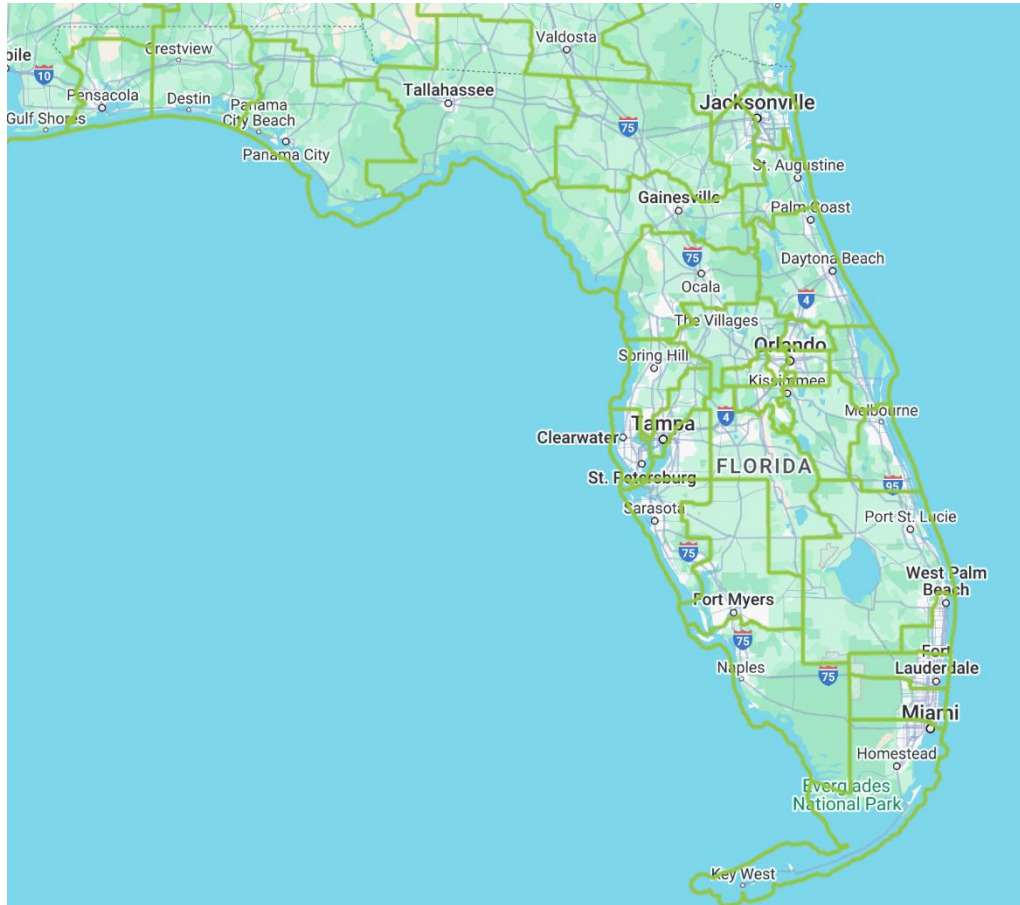 Valdosta
bile
Crestview
10
Pensacola
Destin
Panama
City Beach
Gulf Shores
Panama City
Tallahassee
75
Jacksonville
St. Augustine
Gainesville
Palm Coast
75
Ocala
Daytona Beach
4
The Villages
Orlando
Spring Hill
Kissimmee
4
Melbourne
Clearwater
Tampa
FLORIDA
St. Petersburg
95
Sarasota
Port St. Lucie
75
West Palm
Beach
Fort Myers
75
Naples
75
Fort
Lauderdale
Miami
Homestead
Everglades
National Park
Key West